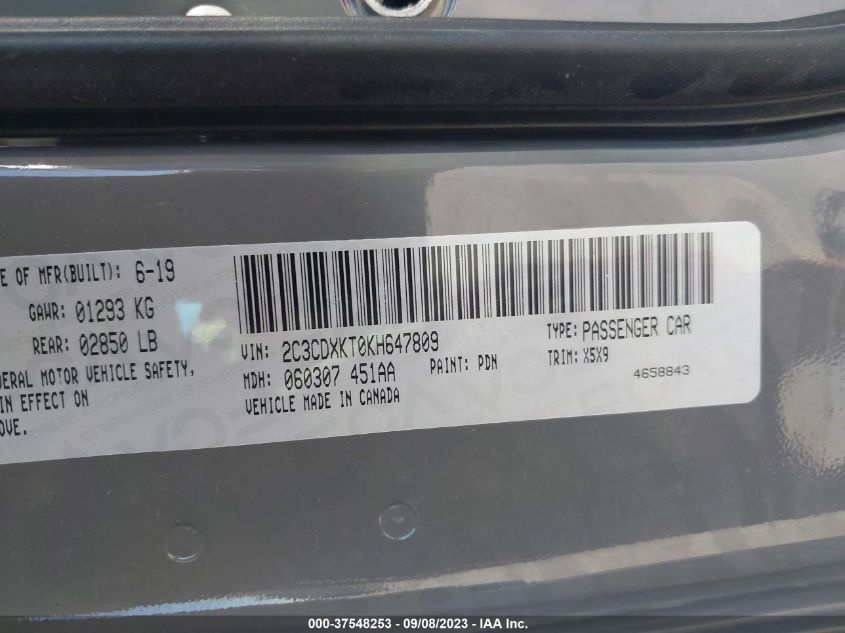 E OF MFR(BUILT): 6-19
GAWR: 01293 KG
REAR: 02850 LB
DERAL MOTOR VEHICLE SAFETY,
IN EFFECT ON
OVE.
VIN: 2C3CDXKT0KH647809
TYPE: PASSENGER CAR
MDH: 060307 451AA
PAINT: PDN
TRIM: X5X9
VEHICLE MADE IN CANADA
4658843
000-37548253 - 09/08/2023 - IAA Inc.